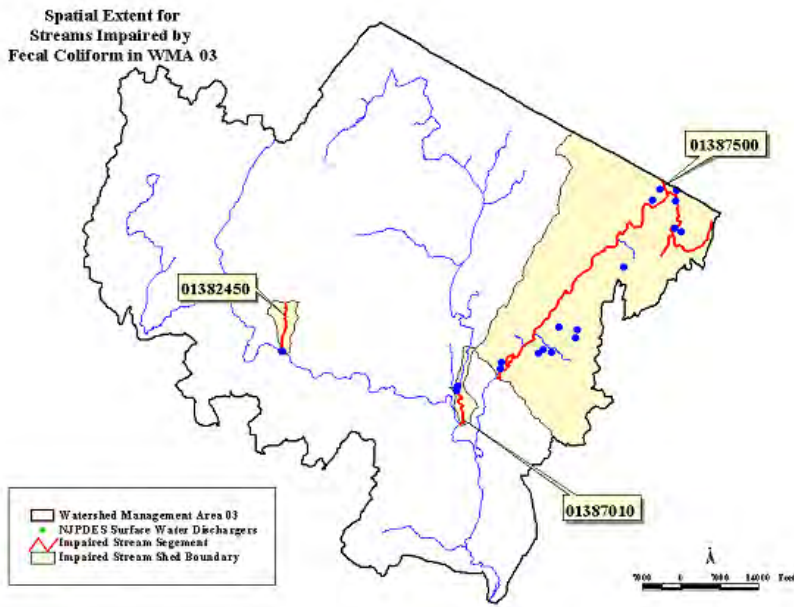 Spatial Extent for
Streams Impaired by
Fecal Coliform in WMA 03
01387500
01382450
01387010
Watershed Management Area 03
NJPDES Surface Water Dischargers
Impaired Stream Segement
Impaired Stream Shed Boundary
7000 0 7000 14000 Feet